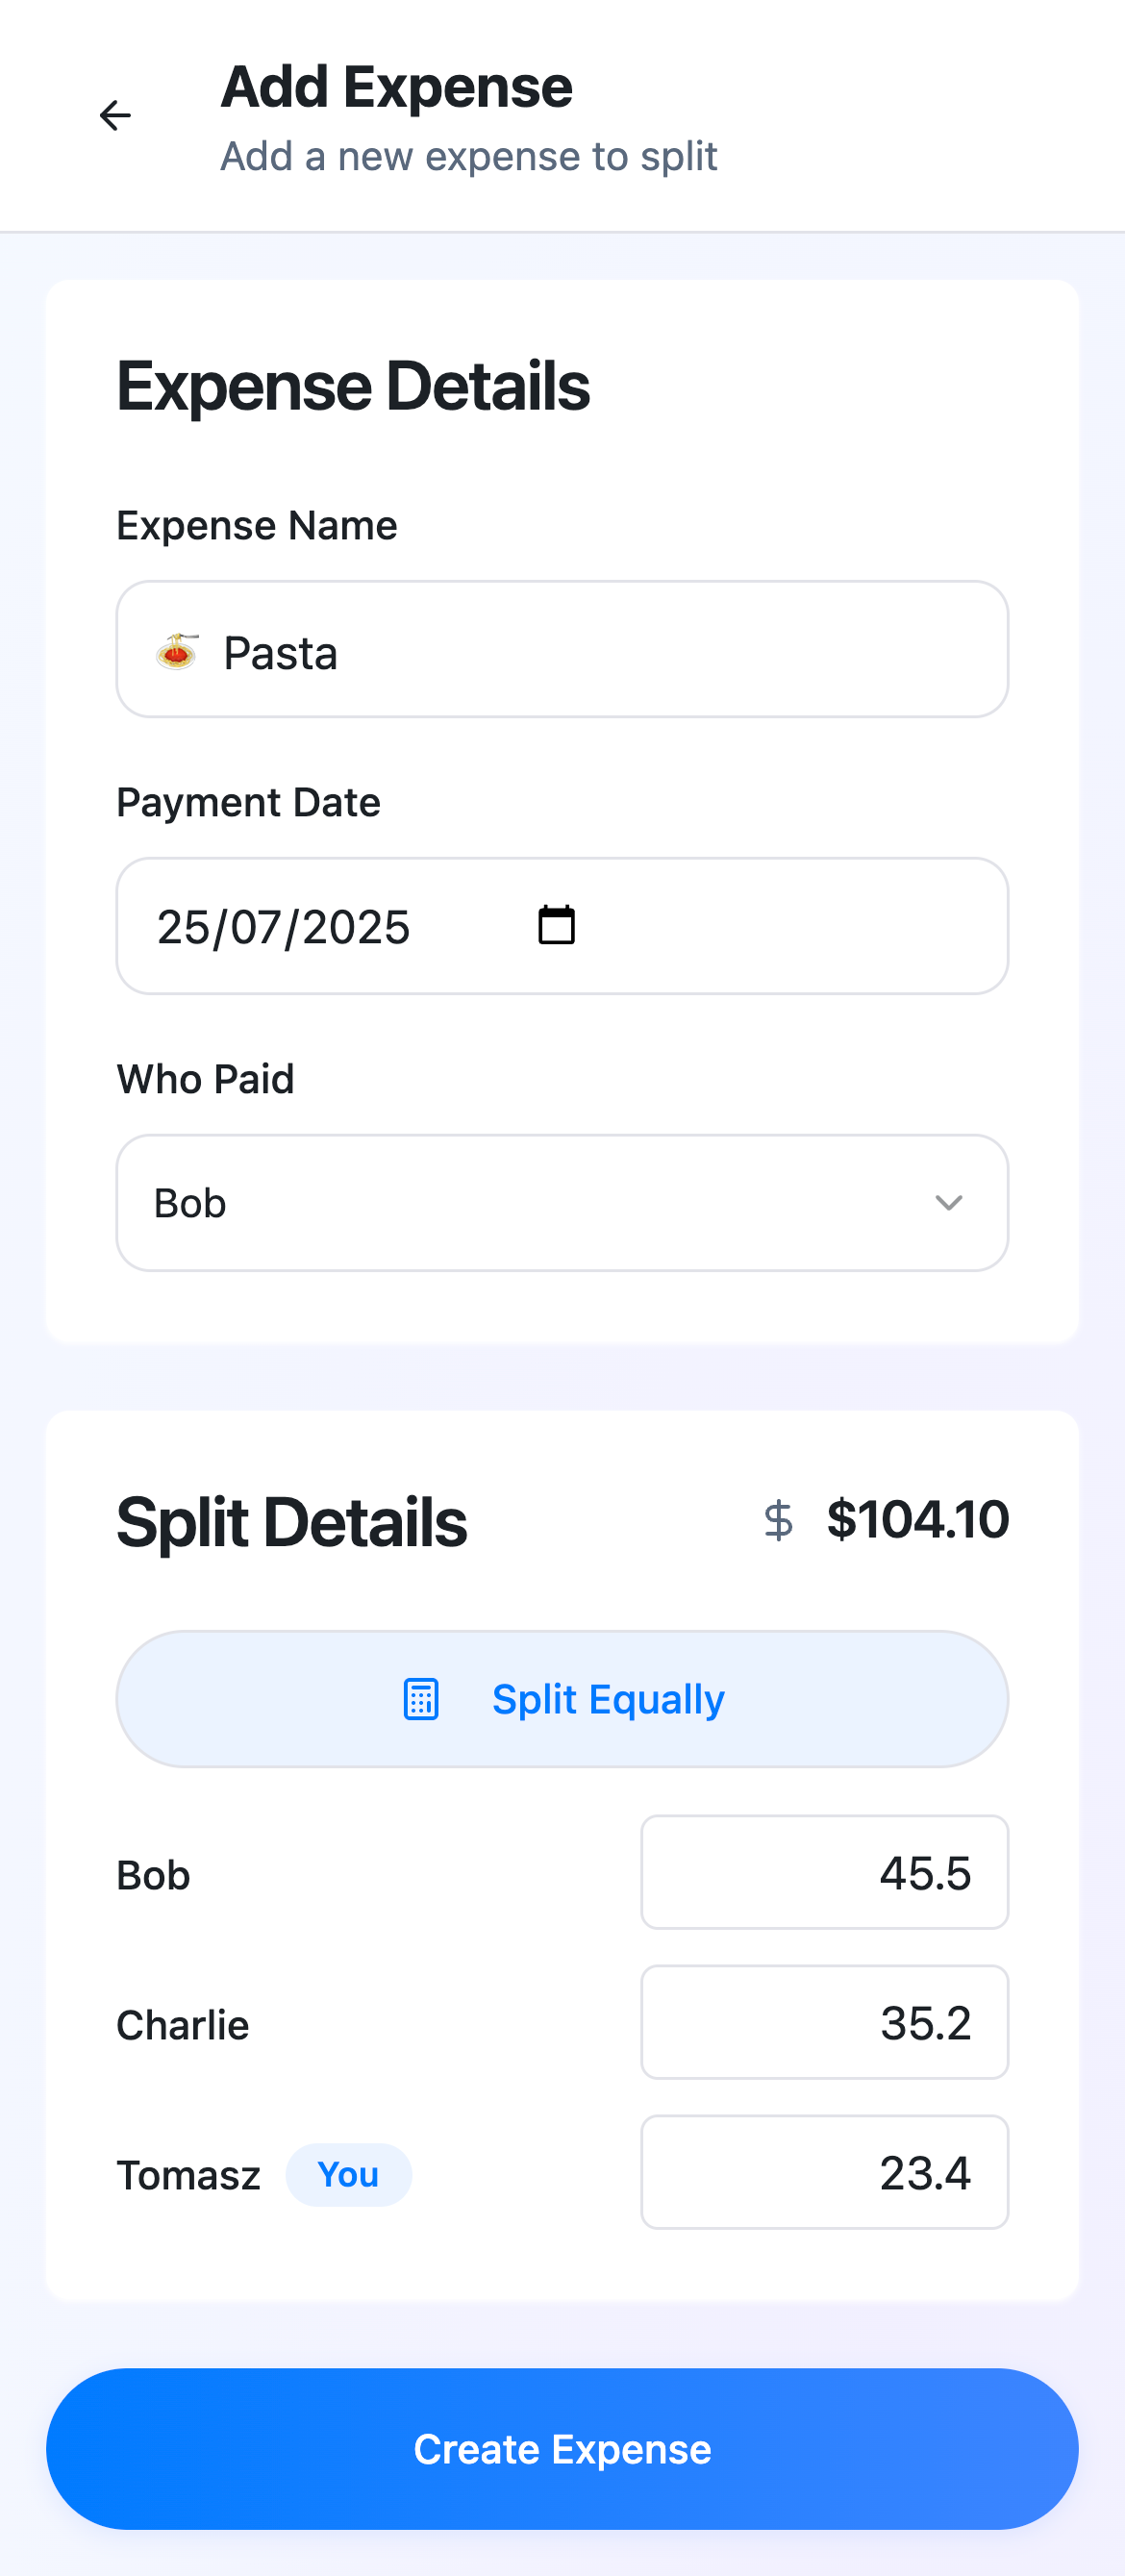 Add Expense
Add a new expense to split
Expense Details
Expense Name
🍝 Pasta
Payment Date
25/07/2025
Who Paid
Bob
Split Details
$ $104.10
Split Equally
Bob
45.5
Charlie
35.2
Tomasz You
23.4
Create Expense